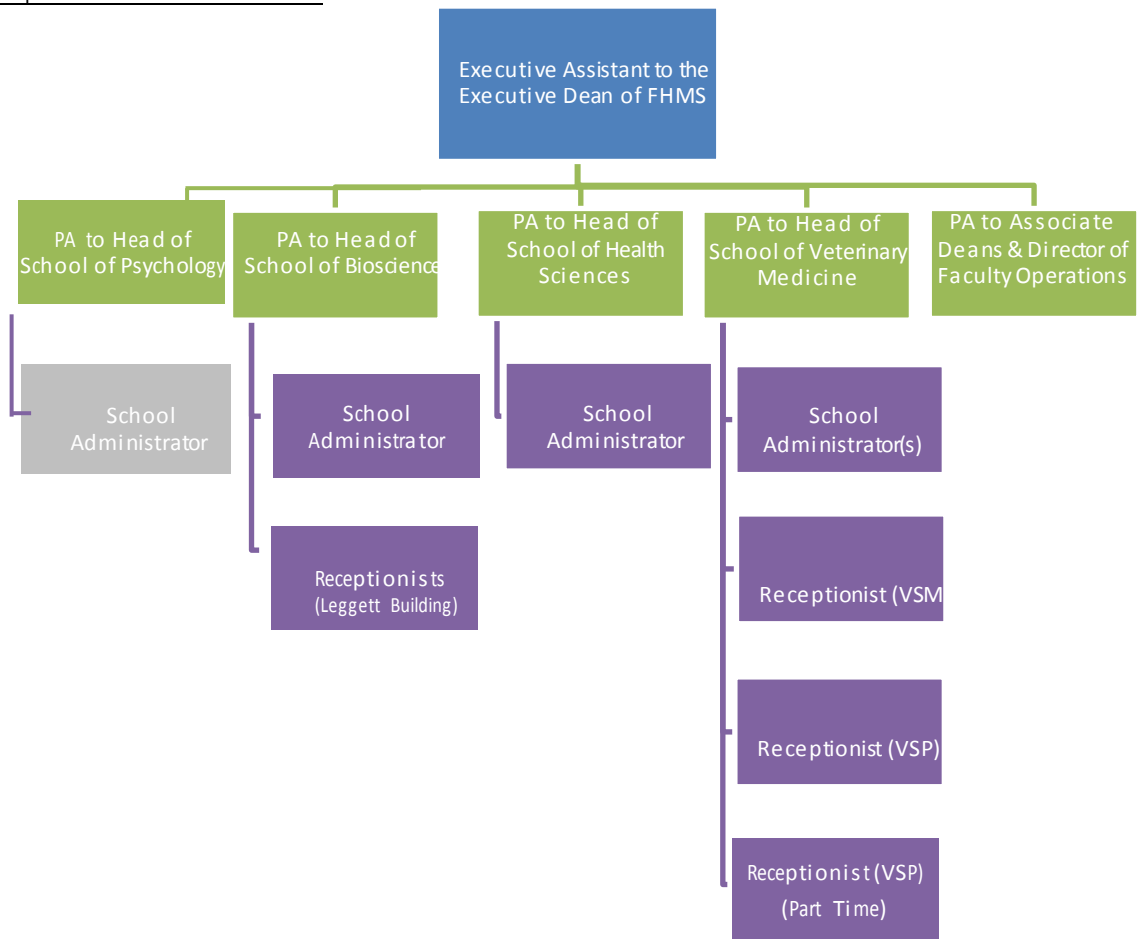 Executive Assistant to the
Executive Dean of FHMS
PA to Head of
School of Psychology
PA to Head of
School of Bioscience
PA to Head of
School of Health
Sciences
PA to Head of
School of Veterinary
Medicine
PA to Associate
Deans & Director of
Faculty Operations
School
Administrator
School
Administrator
School
Administrator
School
Administrator(s)
Receptionists
(Leggett Building)
Receptionist (VSM
Receptionist (VSP)
Receptionist (VSP)
(Part Time)